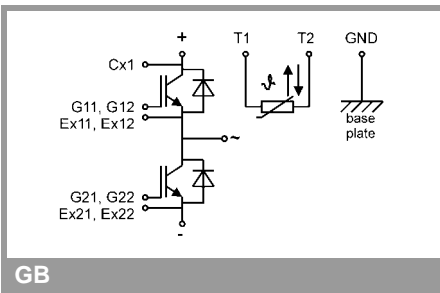 + T1 T2 GND
Cx1
ϑ
G11, G12
Ex11, Ex12
base
plate
~
G21, G22
Ex21, Ex22
-
GB